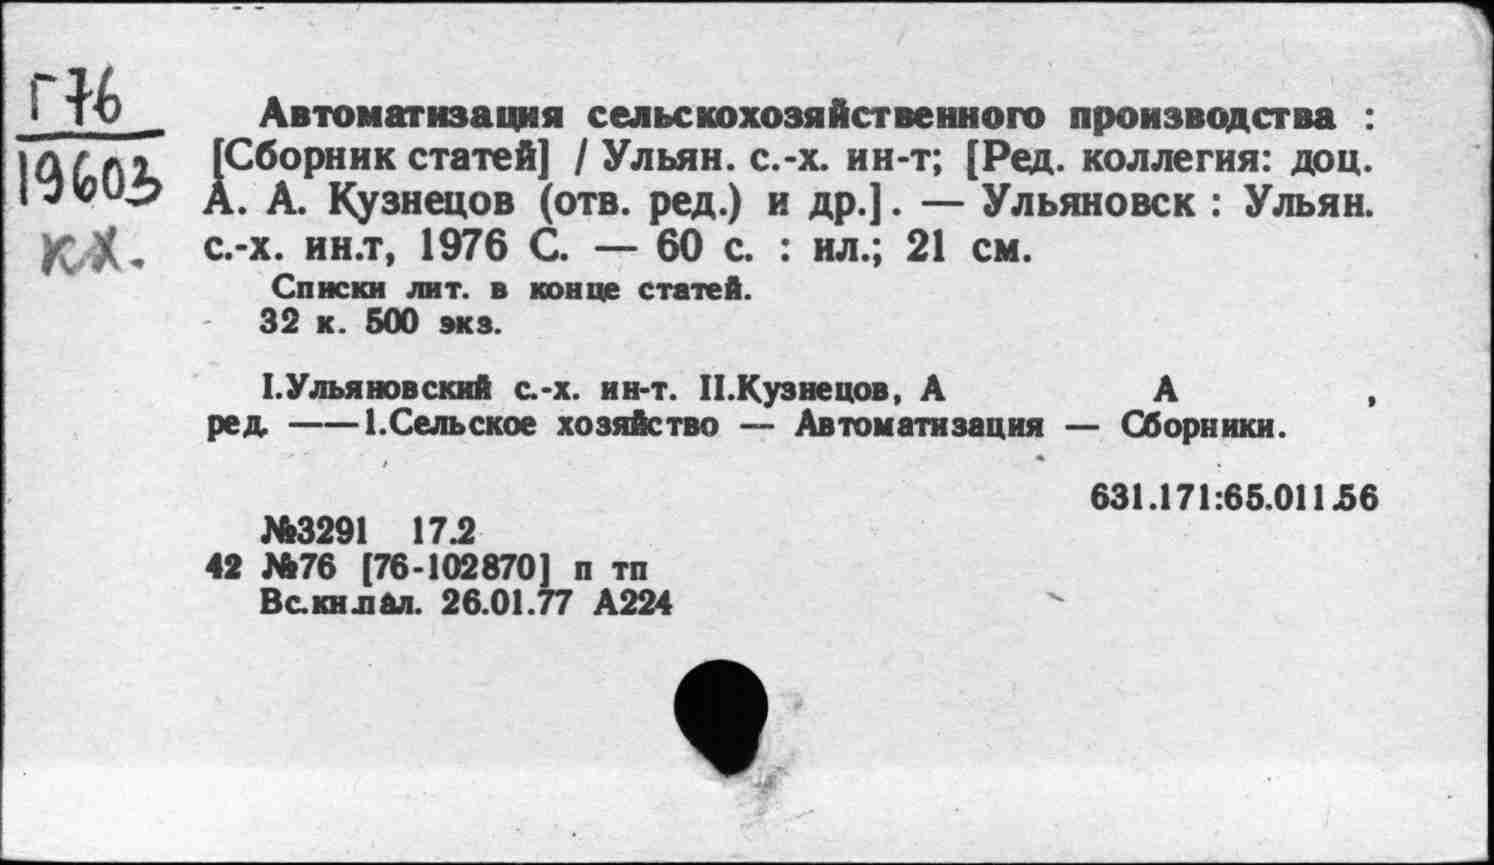 Г76
19603
кх.
Автоматизация сельскохозяйственного производства :
[Сборник статей] / Ульян. с.-х. ин-т; [Ред. коллегия: доц.
А. А. Кузнецов (отв. ред.) и др.]. — Ульяновск : Ульян.
с.-х. ин.т, 1976 С. — 60 с. : ил.; 21 см.
Списки лит. в конце статей.
32 к. 500 экз.
I.Ульяновский с.-х. ин-т. II.Кузнецов, А А ,
ред. —— 1.Сельское хозяйство — Автоматизация — Сборники.
631.171:65.011.56
№3291 17.2
42 №76 [76-102870] п тп
Вс.кн.пал. 26.01.77 А224